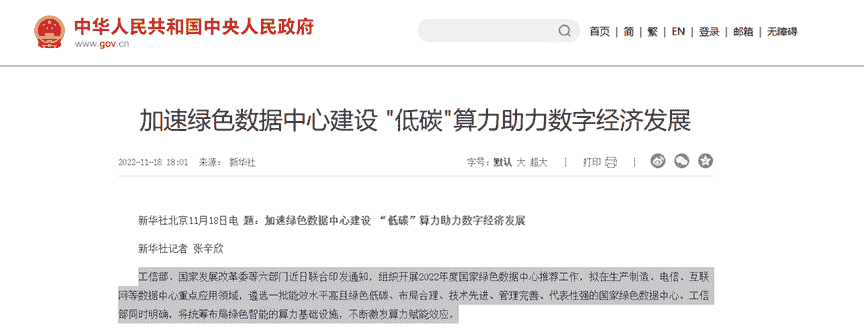 中华人民共和国中央人民政府
www.gov.cn
首页 | 简 | 繁 | EN | 登录 | 邮箱 | 无障碍
加速绿色数据中心建设 "低碳"算力助力数字经济发展
2022-11-18 18:01 来源： 新华社
字号：默认 大 超大 | 打印 |
新华社北京11月18日电 题：加速绿色数据中心建设 “低碳”算力助力数字经济发展
新华社记者 张辛欣
工信部、国家发展改革委等六部门近日联合印发通知，组织开展2022年度国家绿色数据中心推荐工作，拟在生产制造、电信、互联
网等数据中心重点应用领域，遴选一批能效水平高且绿色低碳、布局合理、技术先进、管理完善、代表性强的国家绿色数据中心。工信
部同时明确，将统筹布局绿色智能的算力基础设施，不断激发算力赋能效应。